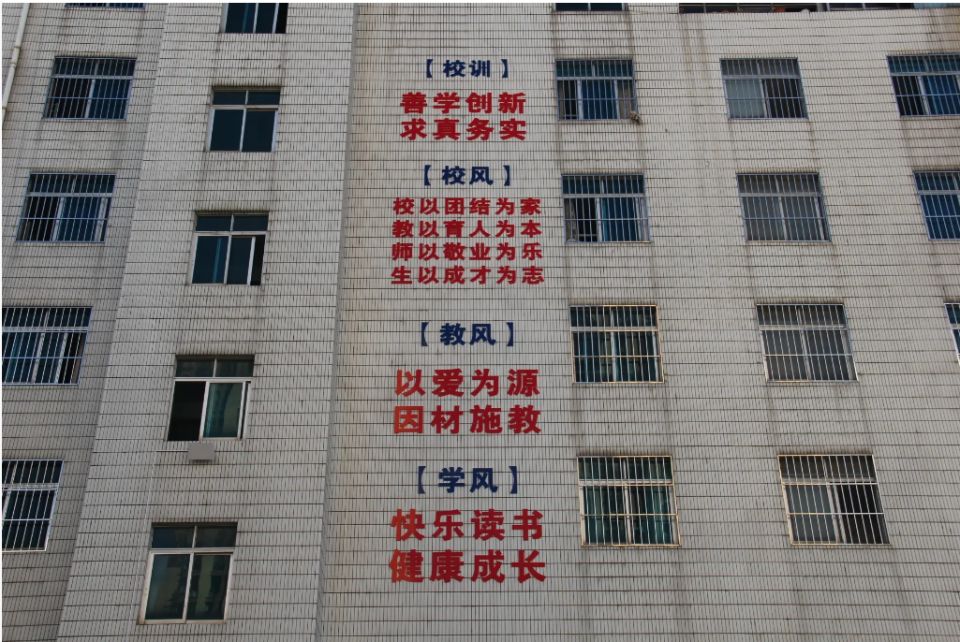 【校训】
善学创新
求真务实
【校风】
校以团结为家
教以育人为本
师以敬业为乐
生以成才为志
【教风】
以爱为源
因材施教
【学风】
快乐读书
健康成长